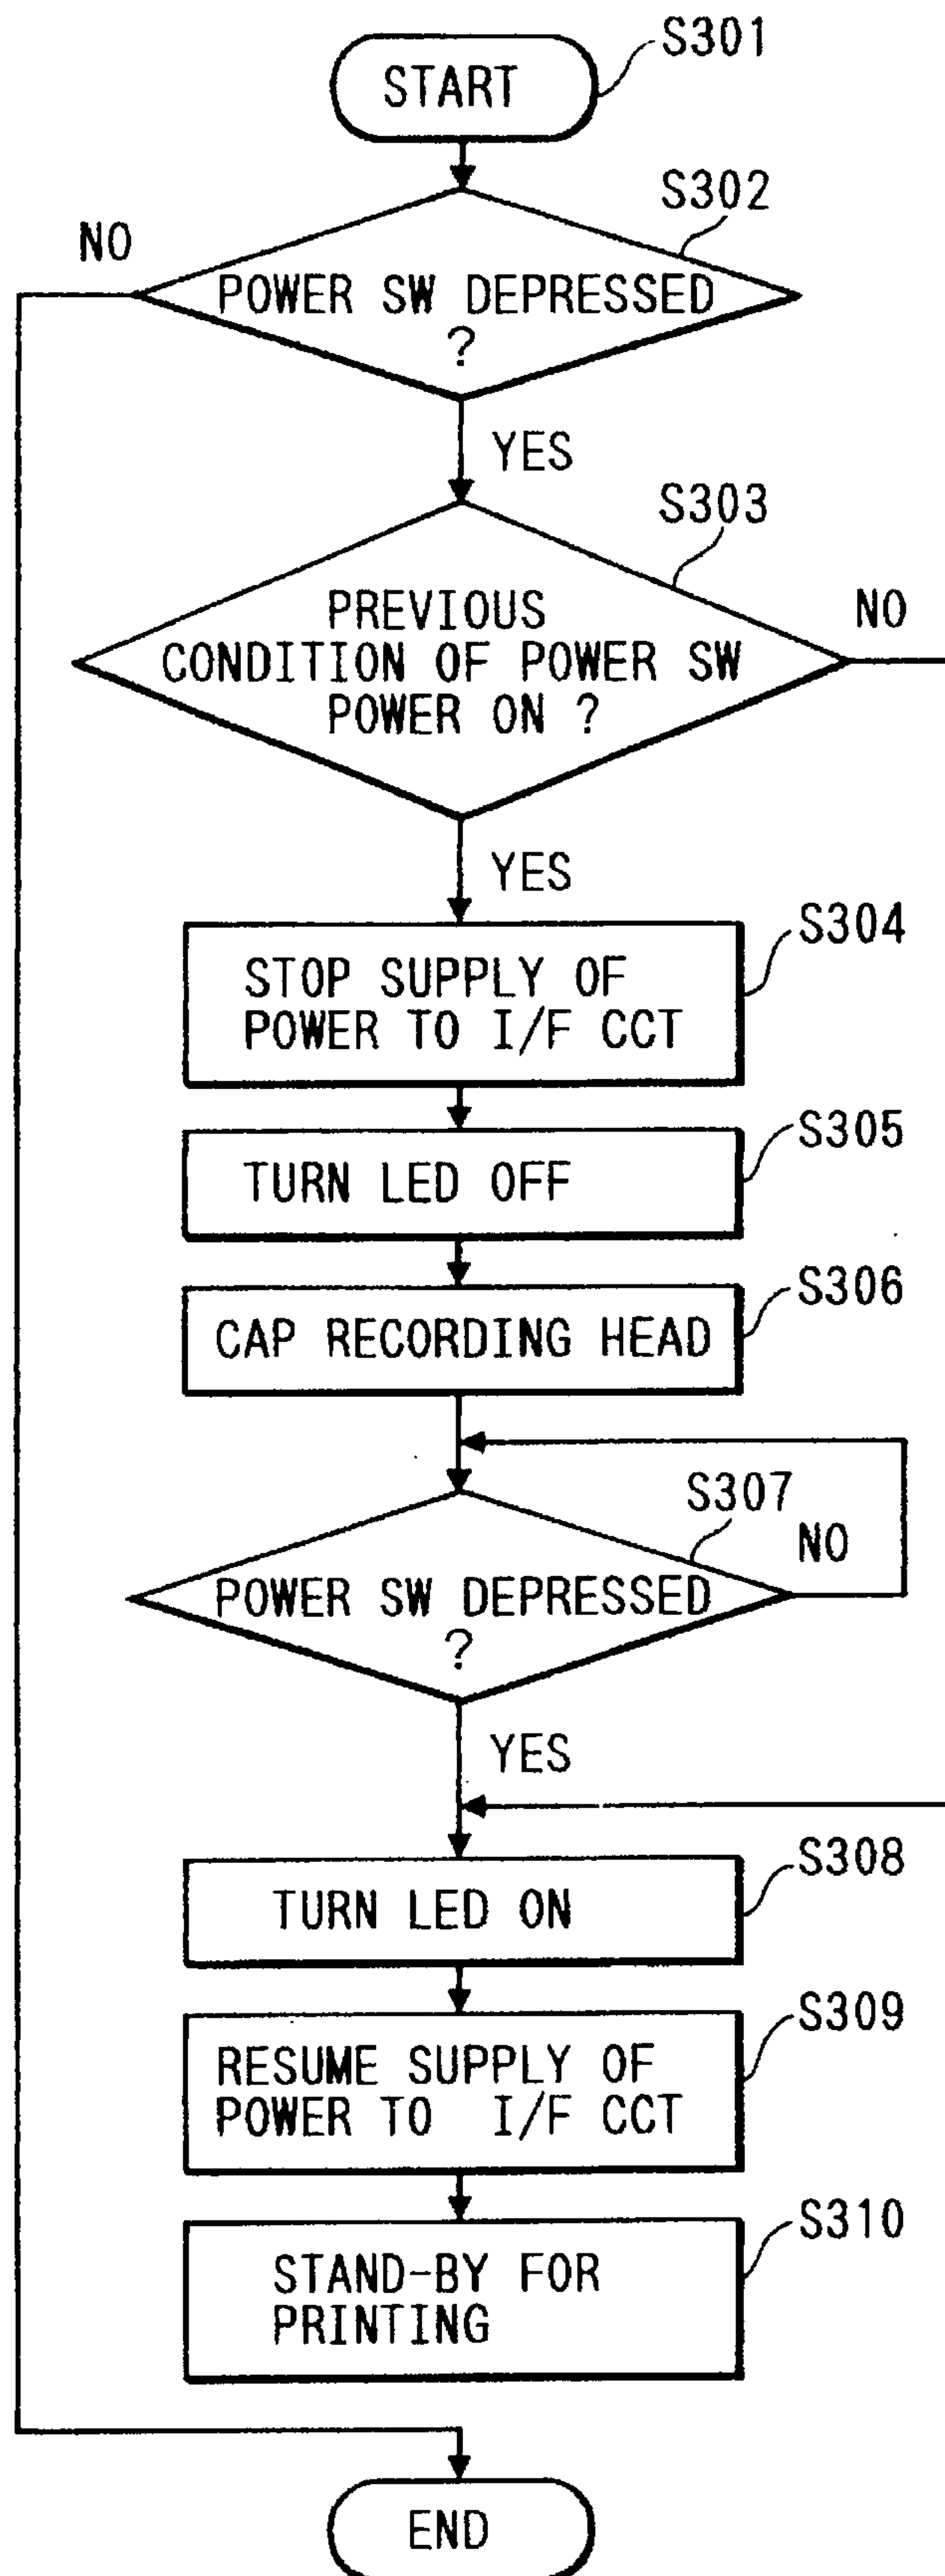 START
S301
S302
NO
POWER SW DEPRESSED
?
YES
S303
PREVIOUS
CONDITION OF POWER SW
POWER ON ?
NO
YES
S304
STOP SUPPLY OF
POWER TO I/F CCT
S305
TURN LED OFF
S306
CAP RECORDING HEAD
S307
NO
POWER SW DEPRESSED
?
YES
S308
TURN LED ON
S309
RESUME SUPPLY OF
POWER TO I/F CCT
S310
STAND-BY FOR
PRINTING
END